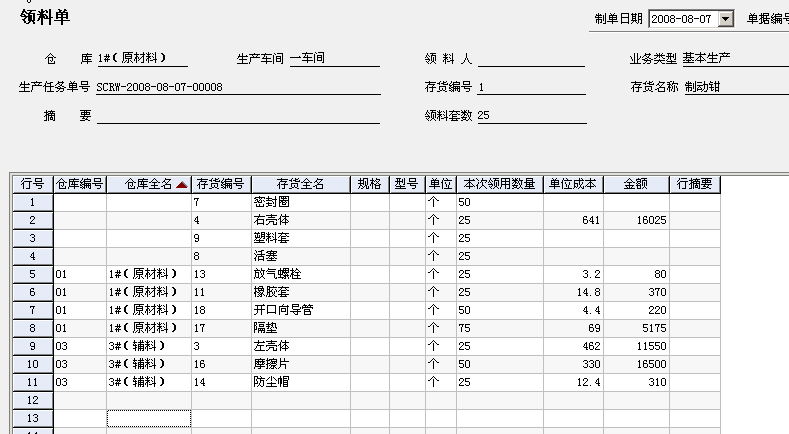 领料单
制单日期 2008-08-07 单据编号
仓 库 1#(原材料) 生产车间 一车间 领 料 人 业务类型 基本生产
生产任务单号 SCRW-2008-08-07-00008 存货编号 1 存货名称 制动钳
摘 要 领料套数 25
行号 仓库编号 仓库全名 存货编号 存货全名 规格 型号 单位 本次领用数量 单位成本 金额 行摘要
1 7 密封圈 个 50
2 4 右壳体 个 25 641 16025
3 9 塑料套 个 25
4 8 活塞 个 25
5 01 1#(原材料) 13 放气螺栓 个 25 3.2 80
6 01 1#(原材料) 11 橡胶套 个 25 14.8 370
7 01 1#(原材料) 18 开口向导管 个 50 4.4 220
8 01 1#(原材料) 17 隔垫 个 75 69 5175
9 03 3#(辅料) 3 左壳体 个 25 462 11550
10 03 3#(辅料) 16 摩擦片 个 50 330 16500
11 03 3#(辅料) 14 防尘帽 个 25 12.4 310
12
13